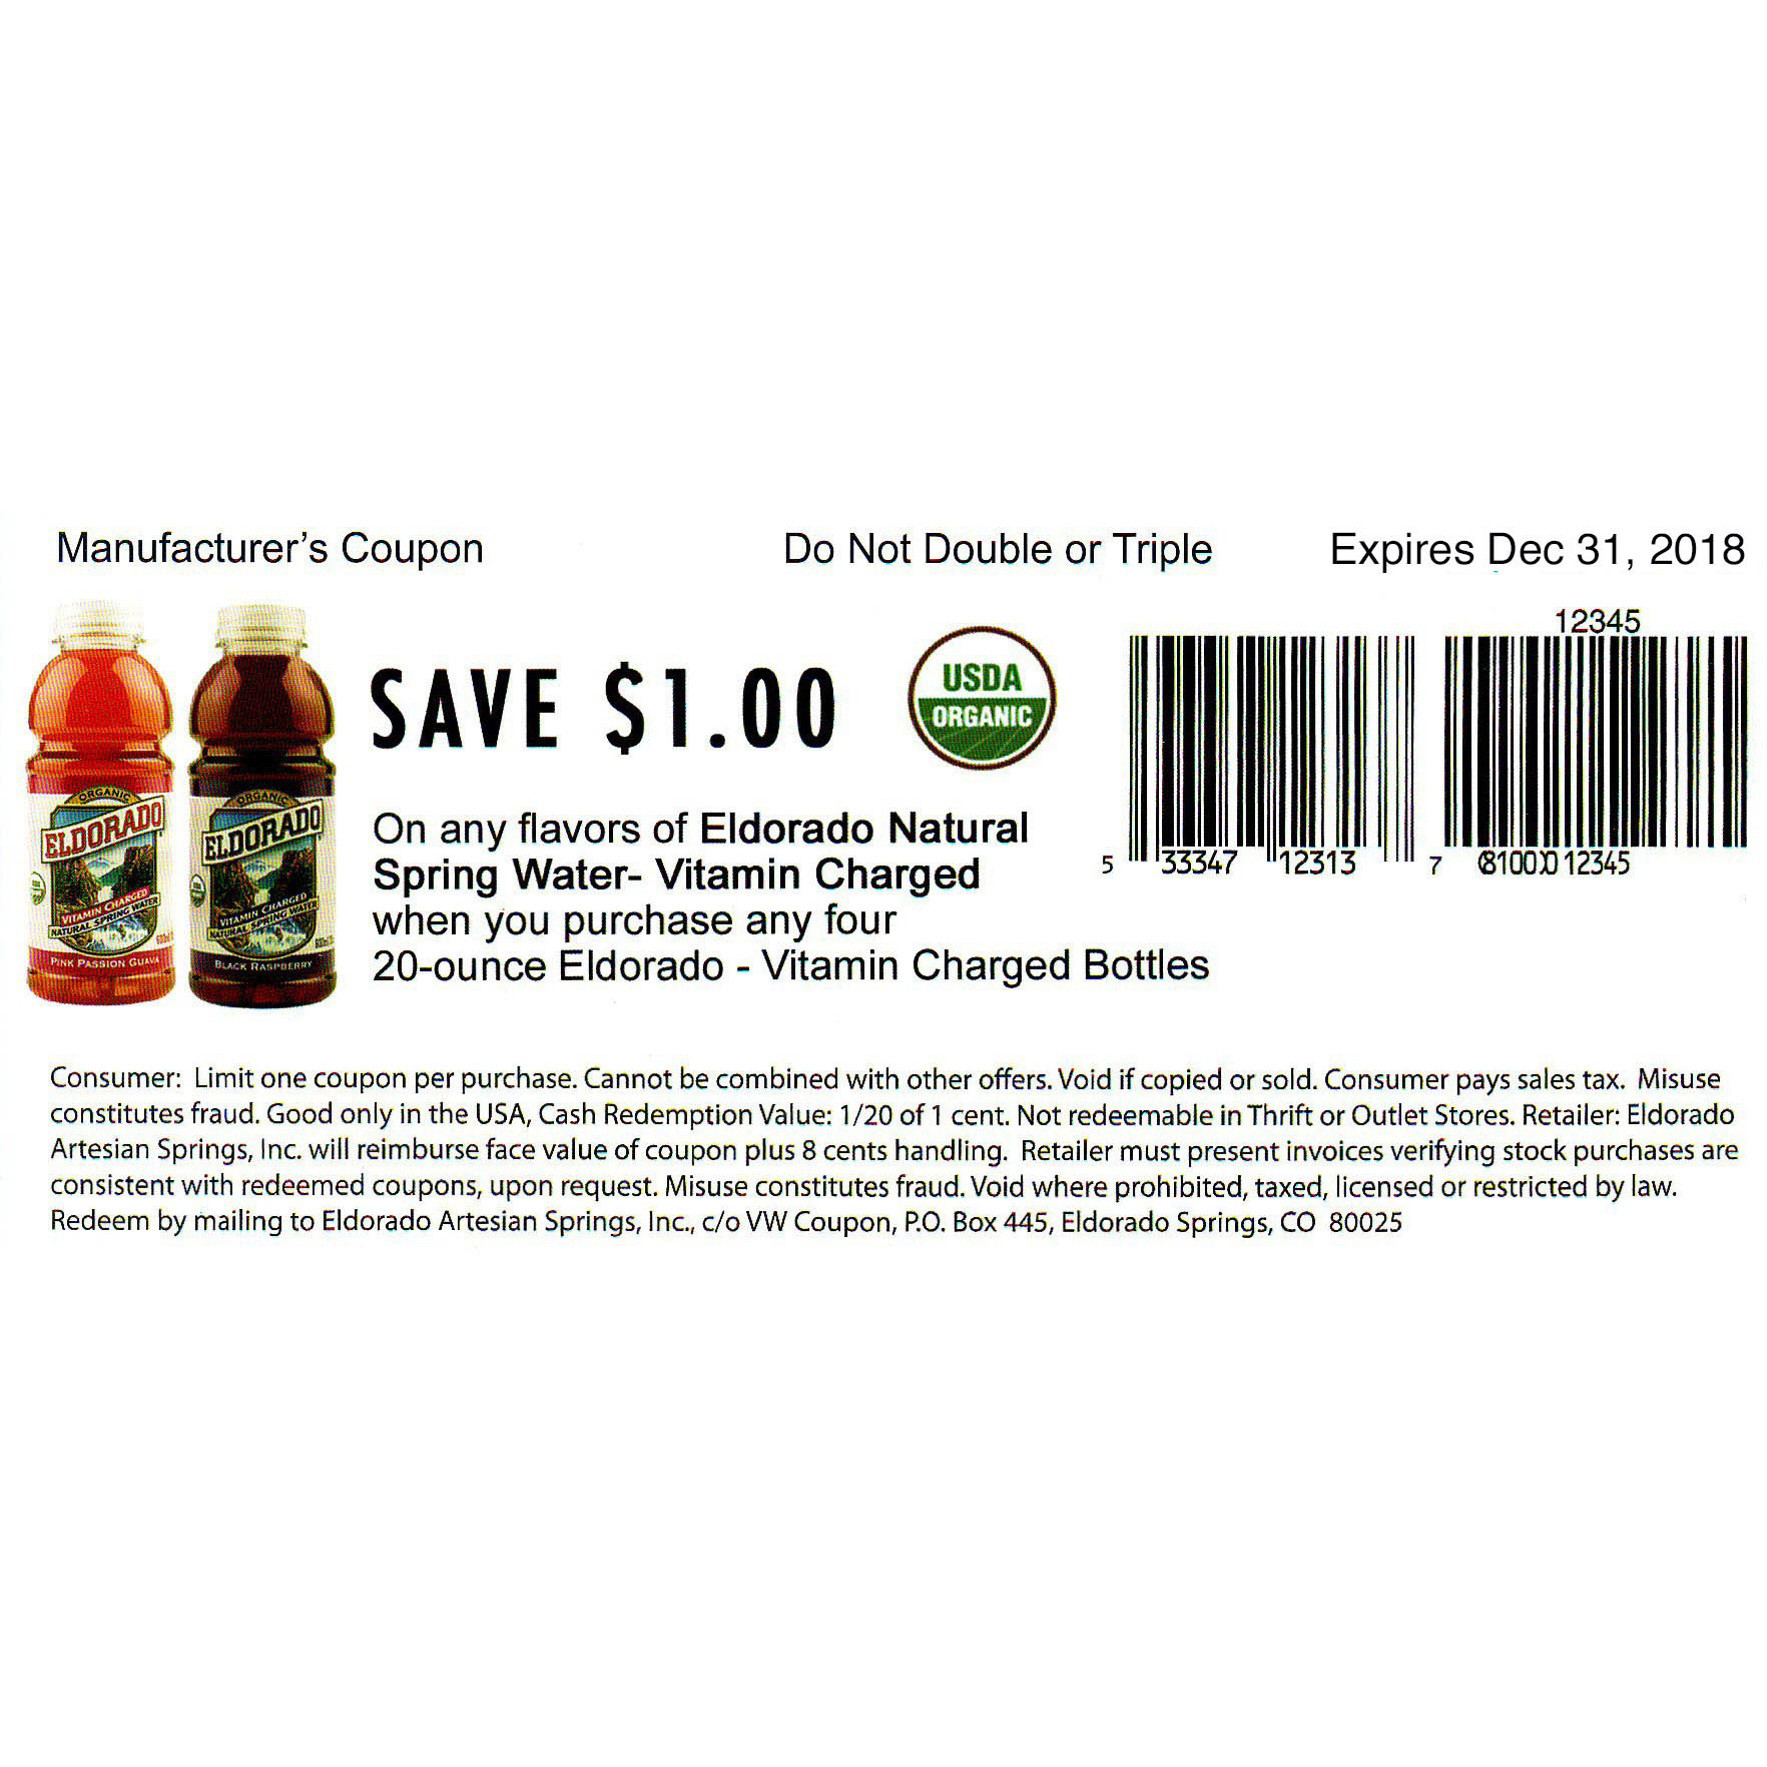 Manufacturer's Coupon Do Not Double or Triple Expires Dec 31, 2018
12345
SAVE $1.00
USDA
ORGANIC
On any flavors of Eldorado Natural
Spring Water- Vitamin Charged
when you purchase any four
20-ounce Eldorado - Vitamin Charged Bottles
5 33347 12313 7 (8100)0 12345
ORGANIC
ELDORADO
VITAMIN CHARGED
NATURAL SPRING WATER
PINK PASSION GUAVA
ORGANIC
ELDORADO
VITAMIN CHARGED
NATURAL SPRING WATER
BLACK RASPBERRY
Consumer: Limit one coupon per purchase. Cannot be combined with other offers. Void if copied or sold. Consumer pays sales tax. Misuse
constitutes fraud. Good only in the USA, Cash Redemption Value: 1/20 of 1 cent. Not redeemable in Thrift or Outlet Stores. Retailer: Eldorado
Artesian Springs, Inc. will reimburse face value of coupon plus 8 cents handling. Retailer must present invoices verifying stock purchases are
consistent with redeemed coupons, upon request. Misuse constitutes fraud. Void where prohibited, taxed, licensed or restricted by law.
Redeem by mailing to Eldorado Artesian Springs, Inc., c/o VW Coupon, P.O. Box 445, Eldorado Springs, CO 80025